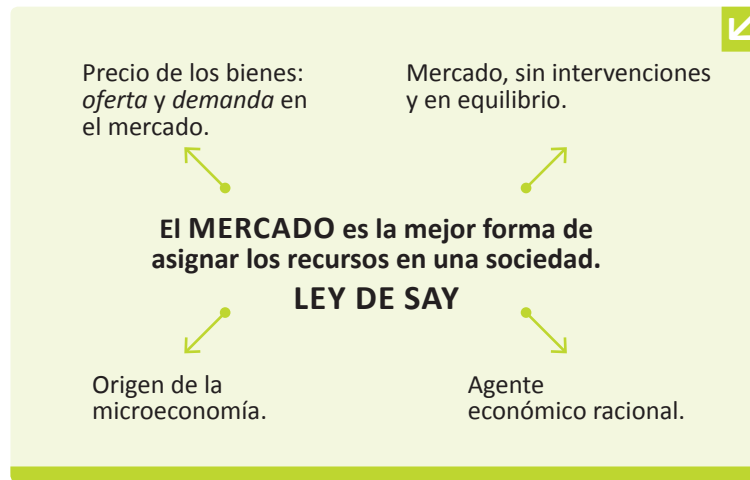 Precio de los bienes:
oferta y demanda en
el mercado.
Mercado, sin intervenciones
y en equilibrio.
El MERCADO es la mejor forma de
asignar los recursos en una sociedad.
LEY DE SAY
Origen de la
microeconomía.
Agente
económico racional.